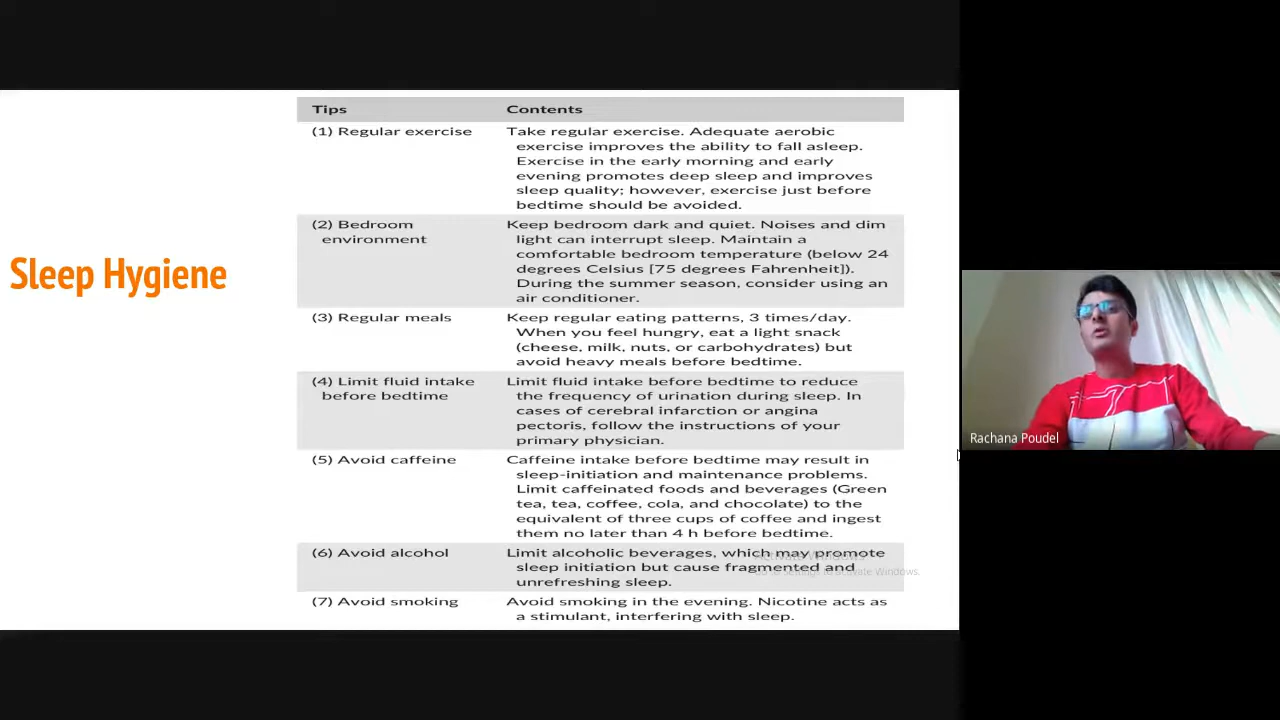 Sleep Hygiene
Tips Contents
(1) Regular exercise Take regular exercise. Adequate aerobic
exercise improves the ability to fall asleep.
Exercise in the early morning and early
evening promotes deep sleep and improves
sleep quality; however, exercise just before
bedtime should be avoided.
(2) Bedroom Keep bedroom dark and quiet. Noises and dim
environment light can interrupt sleep. Maintain a
comfortable bedroom temperature (below 24
degrees Celsius [75 degrees Fahrenheit]).
During the summer season, consider using an
air conditioner.
(3) Regular meals Keep regular eating patterns, 3 times/day.
When you feel hungry, eat a light snack
(cheese, milk, nuts, or carbohydrates) but
avoid heavy meals before bedtime.
(4) Limit fluid intake Limit fluid intake before bedtime to reduce
before bedtime the frequency of urination during sleep. In
cases of cerebral infarction or angina
pectoris, follow the instructions of your
primary physician.
(5) Avoid caffeine Caffeine intake before bedtime may result in
sleep-initiation and maintenance problems.
Limit caffeinated foods and beverages (Green
tea, tea, coffee, cola, and chocolate) to the
equivalent of three cups of coffee and ingest
them no later than 4 h before bedtime.
(6) Avoid alcohol Limit alcoholic beverages, which may promote
sleep initiation but cause fragmented and
unrefreshing sleep.
(7) Avoid smoking Avoid smoking in the evening. Nicotine acts as
a stimulant, interfering with sleep.
Activate Windows
Go to Settings to activate Windows.
Rachana Poudel